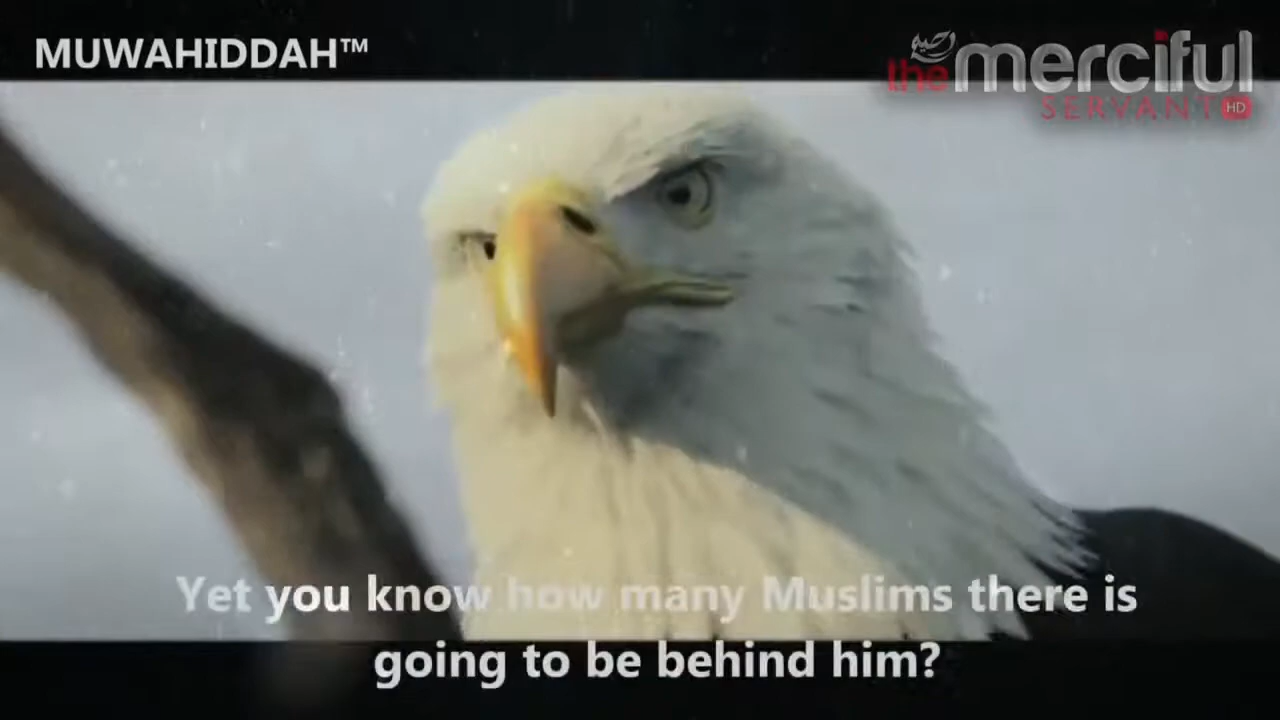 MUWAHIDDAH™
the merciful
SERVANT HD
Yet you know how many Muslims there is
going to be behind him?